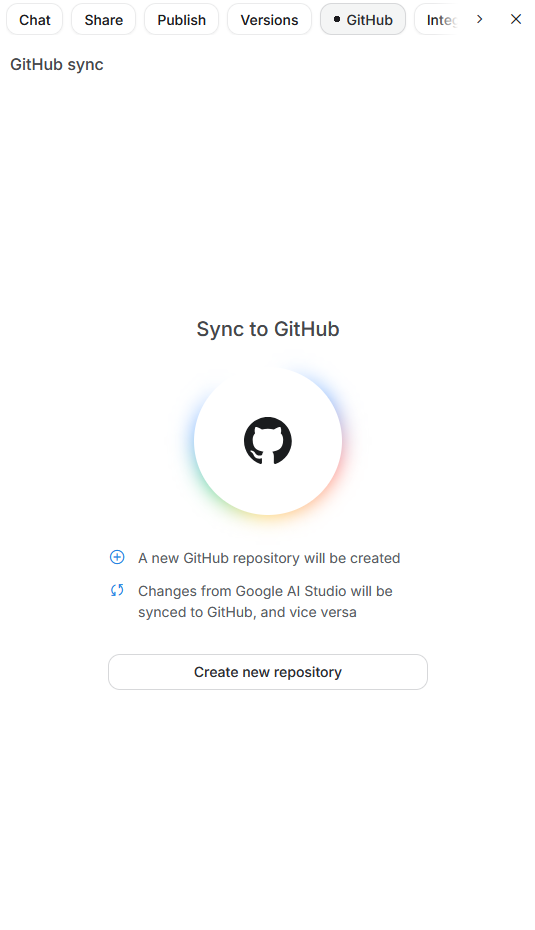 Chat
Share
Publish
Versions
GitHub
Integ
GitHub sync
Sync to GitHub
A new GitHub repository will be created
Changes from Google AI Studio will be
synced to GitHub, and vice versa
Create new repository